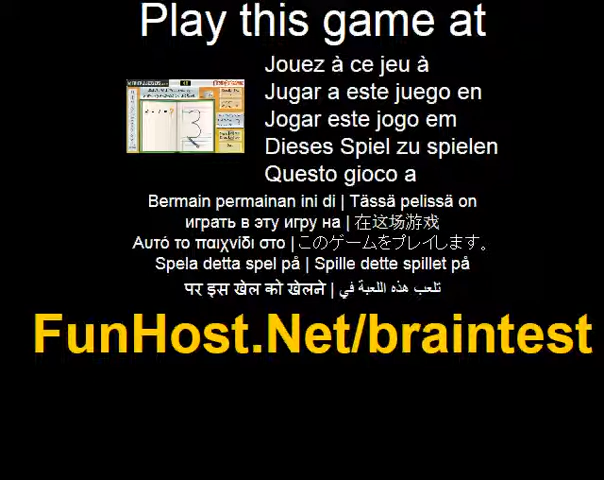 Play this game at
Jouez à ce jeu à
Jugar a este juego en
Jogar este jogo em
Dieses Spiel zu spielen
Questo gioco a
Bermain permainan ini di | Tässä pelissä on
играть в эту игру на | 在这场游戏
Αυτό το παιχνίδι στο | このゲームをプレイします。
Spela detta spel på | Spille dette spillet på
पर इस खेल को खेलने | تلعب هذه اللعبة في
FunHost.Net/braintest
3